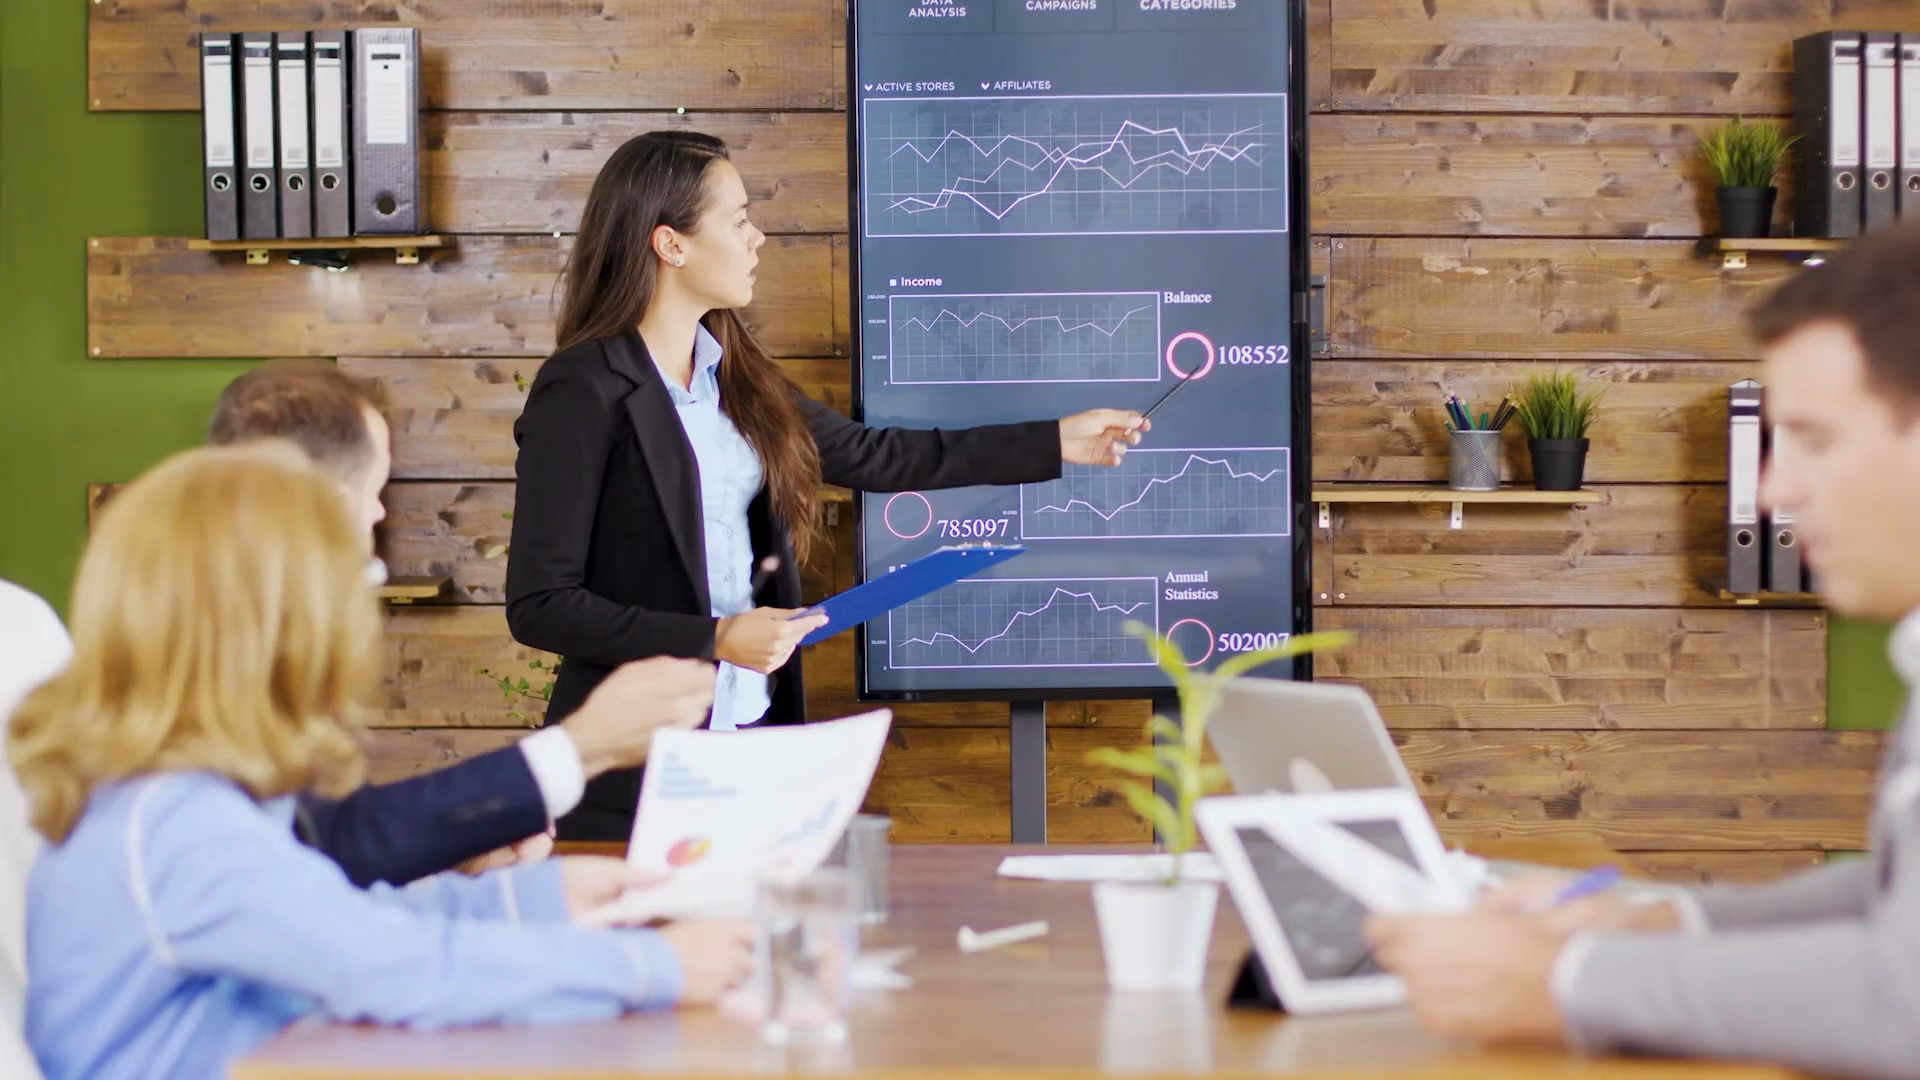 DATA
ANALYSIS
CAMPAIGNS
CATEGORIES
ACTIVE STORES
AFFILIATES
Income
Balance
108552
785097
Annual
Statistics
502007